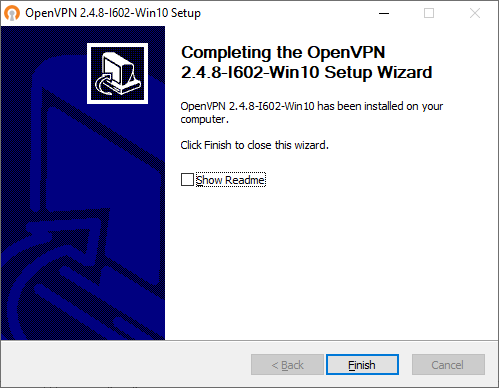 OpenVPN 2.4.8-I602-Win10 Setup
Completing the OpenVPN
2.4.8-I602-Win10 Setup Wizard
OpenVPN 2.4.8-I602-Win10 has been installed on your
computer.
Click Finish to close this wizard.
Show Readme
< Back
Finish
Cancel